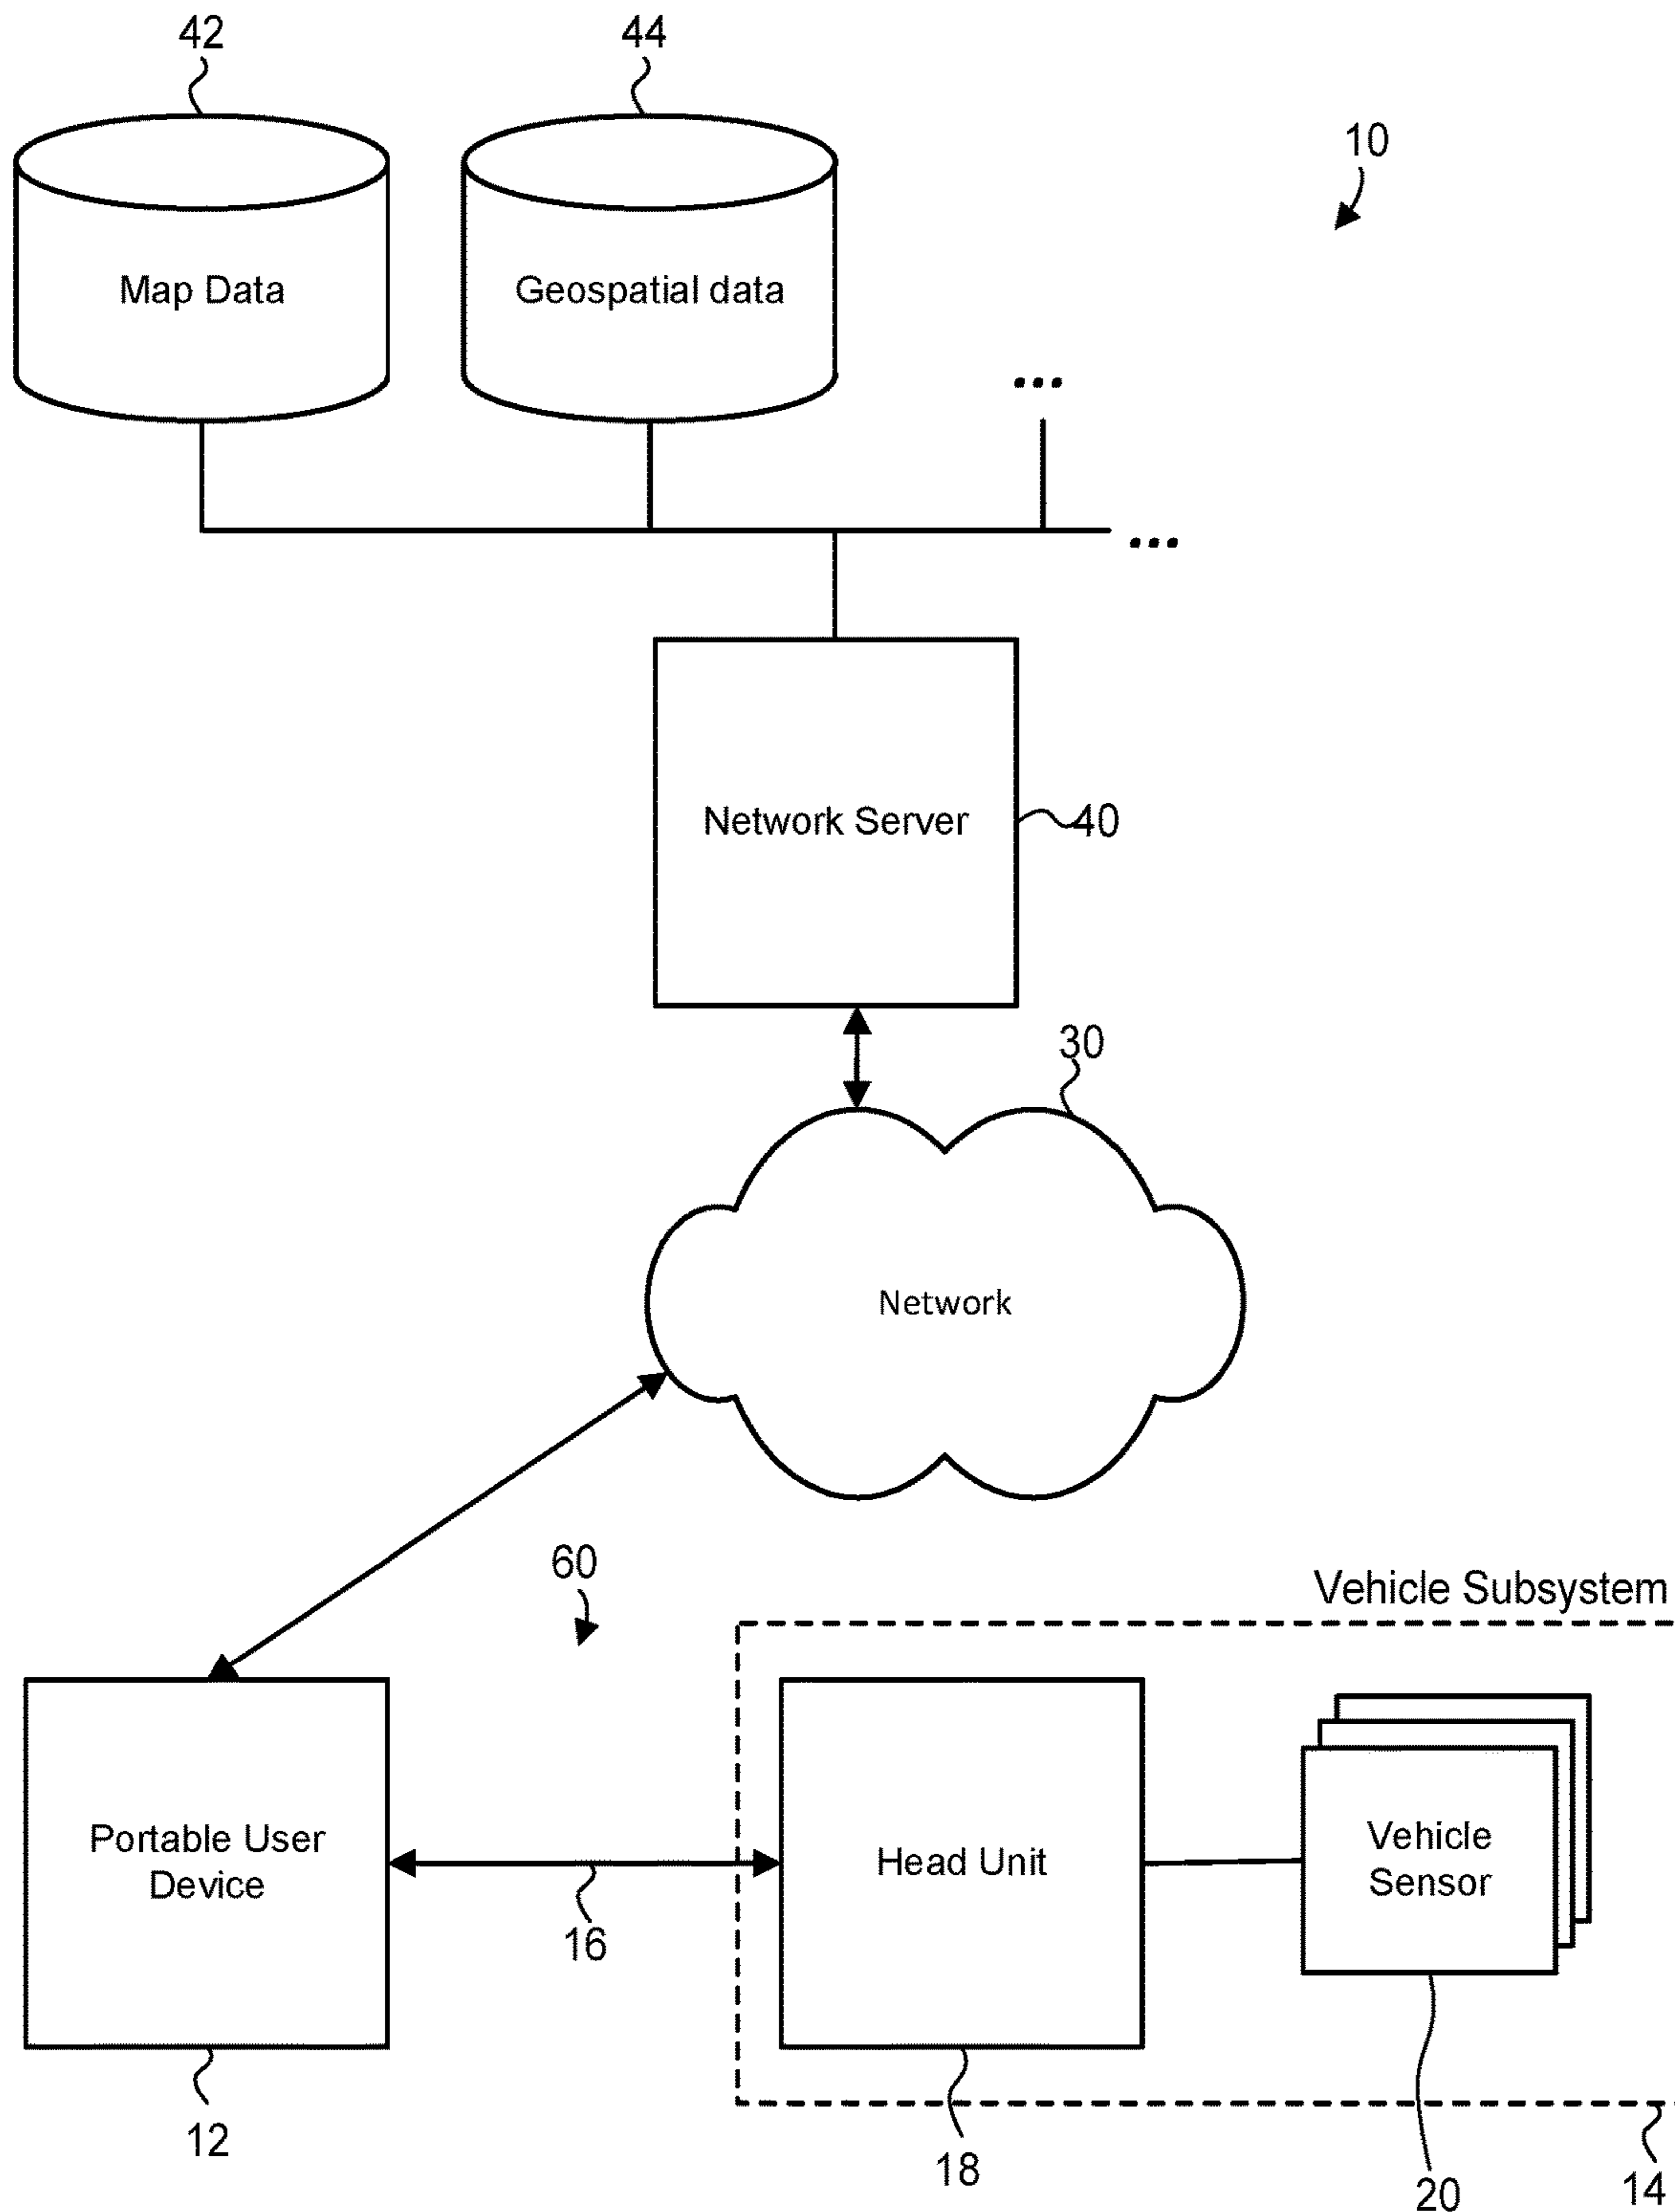 42
44
10
Map Data
Geospatial data
...
...
Network Server
40
30
Network
60
Vehicle Subsystem
Portable User
Device
Head Unit
Vehicle
Sensor
16
12
18
20
14